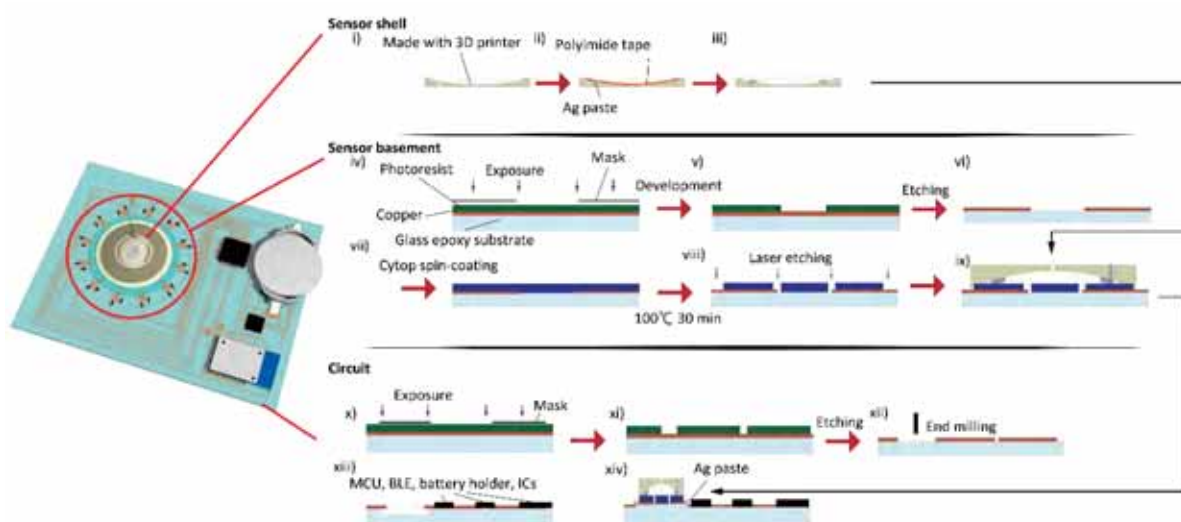 Sensor shell
i)
Made with 3D printer
ii)
Polyimide tape
iii)
Ag paste
Sensor basement
iv)
Photoresist
Exposure
Mask
v)
Development
vi)
Etching
Copper
Glass epoxy substrate
vii)
Cytop spin-coating
viii)
Laser etching
ix)
100℃ 30 min
Circuit
x)
Exposure
Mask
xi)
Etching
xii)
End milling
xiii)
MCU, BLE, battery holder, ICs
xiv)
Ag paste